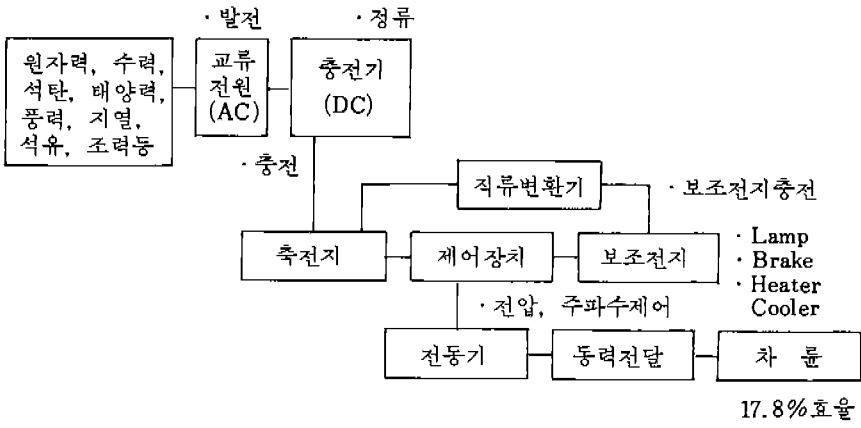 · 발전
· 정류
원자력, 수력,
석탄, 태양력,
풍력, 지열,
석유, 조력등
교류
전원
(AC)
충전기
(DC)
· 충전
직류변환기
· 보조전지충전
축전지
제어장치
보조전지
· Lamp
· Brake
· Heater
Cooler
· 전압, 주파수제어
전동기
동력전달
차 륜
17.8%효율